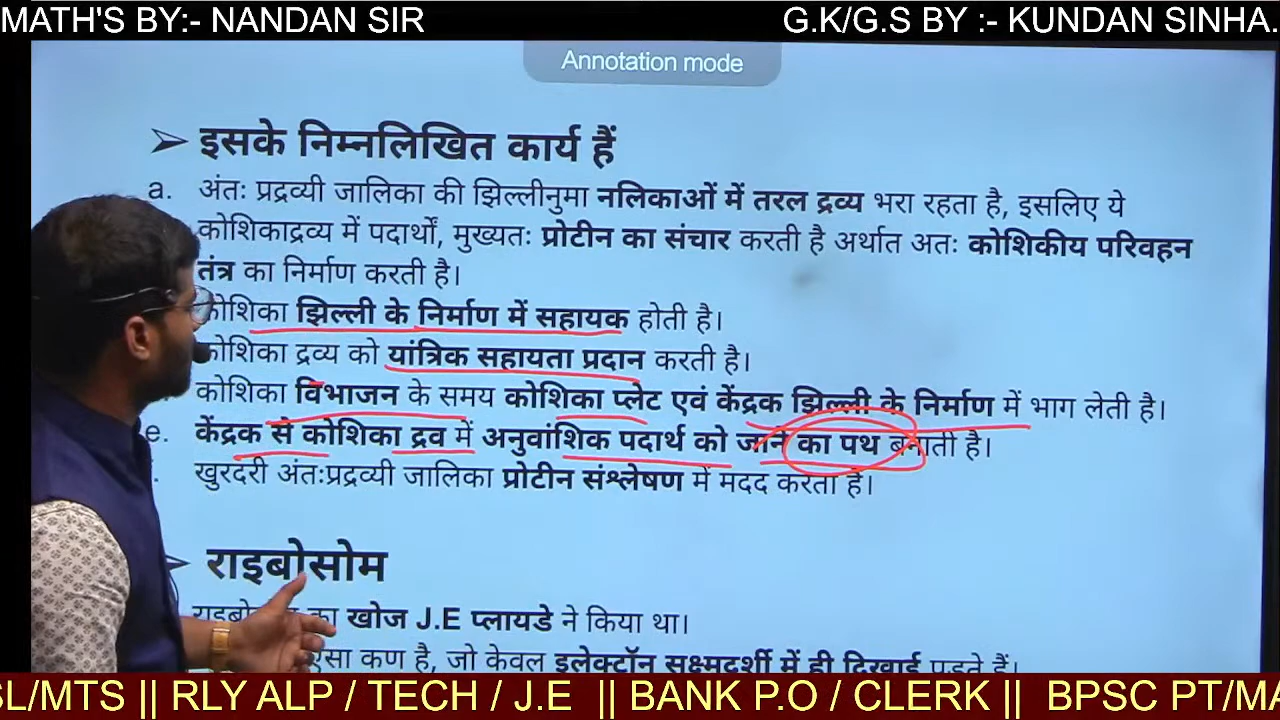 MATH'S BY:- NANDAN SIR
G.K/G.S BY :- KUNDAN SINHA.
Annotation mode
➢ इसके निम्नलिखित कार्य हैं
a. अंतः प्रद्रव्यी जालिका की झिल्लीनुमा नलिकाओं में तरल द्रव्य भरा रहता है, इसलिए ये
कोशिकाद्रव्य में पदार्थों, मुख्यतः प्रोटीन का संचार करती है अर्थात अतः कोशिकीय परिवहन
तंत्र का निर्माण करती है।
कोशिका झिल्ली के निर्माण में सहायक होती है।
कोशिका द्रव्य को यांत्रिक सहायता प्रदान करती है।
कोशिका विभाजन के समय कोशिका प्लेट एवं केंद्रक झिल्ली के निर्माण में भाग लेती है।
e. केंद्रक से कोशिका द्रव में अनुवांशिक पदार्थ को जाने का पथ बनाती है।
खुरदरी अंतःप्रद्रव्यी जालिका प्रोटीन संश्लेषण में मदद करता है।
राइबोसोम
का खोज J.E प्लायडे ने किया था।
ऐसा कण है, जो केवल इलेक्ट्रॉन सूक्ष्मदर्शी में ही दिखाई पड़ते हैं।
SL/MTS || RLY ALP / TECH / J.E || BANK P.O / CLERK || BPSC PT/MA